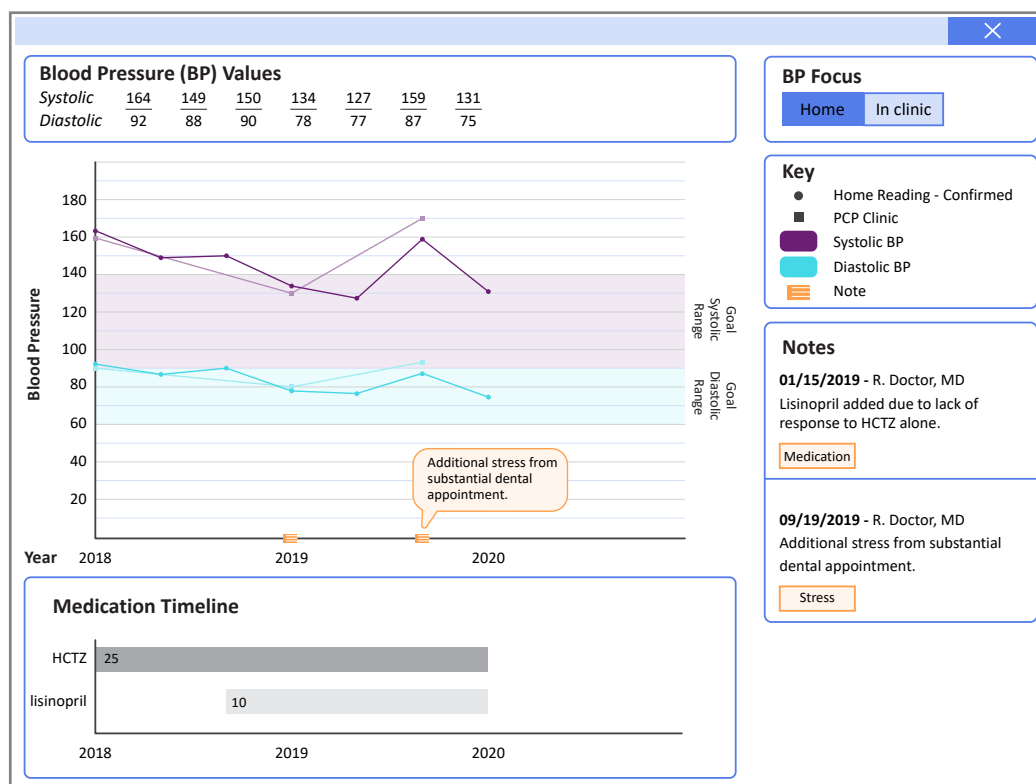 Blood Pressure (BP) Values
Systolic 164 149 150 134 127 159 131
Diastolic 92 88 90 78 77 87 75
BP Focus
Home In clinic
Key
Home Reading - Confirmed
PCP Clinic
Systolic BP
Diastolic BP
Note
Blood Pressure
180
160
140
120
100
80
60
40
20
Goal
Systolic
Range
Goal
Diastolic
Range
Additional stress from
substantial dental
appointment.
Year 2018 2019 2020
Notes
01/15/2019 - R. Doctor, MD
Lisinopril added due to lack of
response to HCTZ alone.
Medication
09/19/2019 - R. Doctor, MD
Additional stress from substantial
dental appointment.
Stress
Medication Timeline
HCTZ 25
lisinopril 10
2018 2019 2020